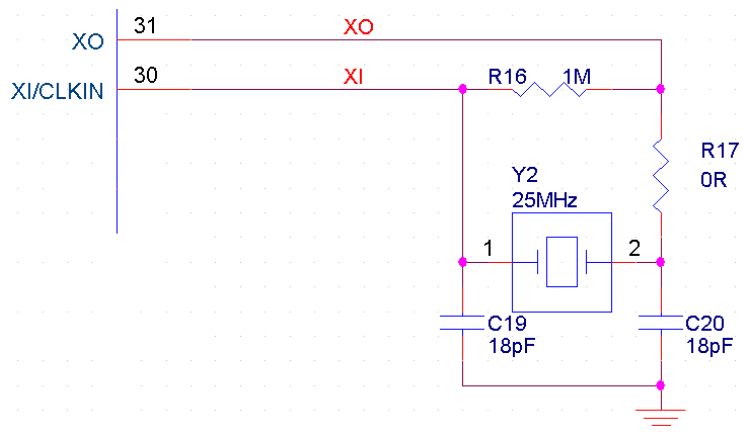 31 XO
XO
30 XI
XI/CLKIN
R16 1M
R17
0R
Y2
25MHz
1 2
C19
18pF
C20
18pF